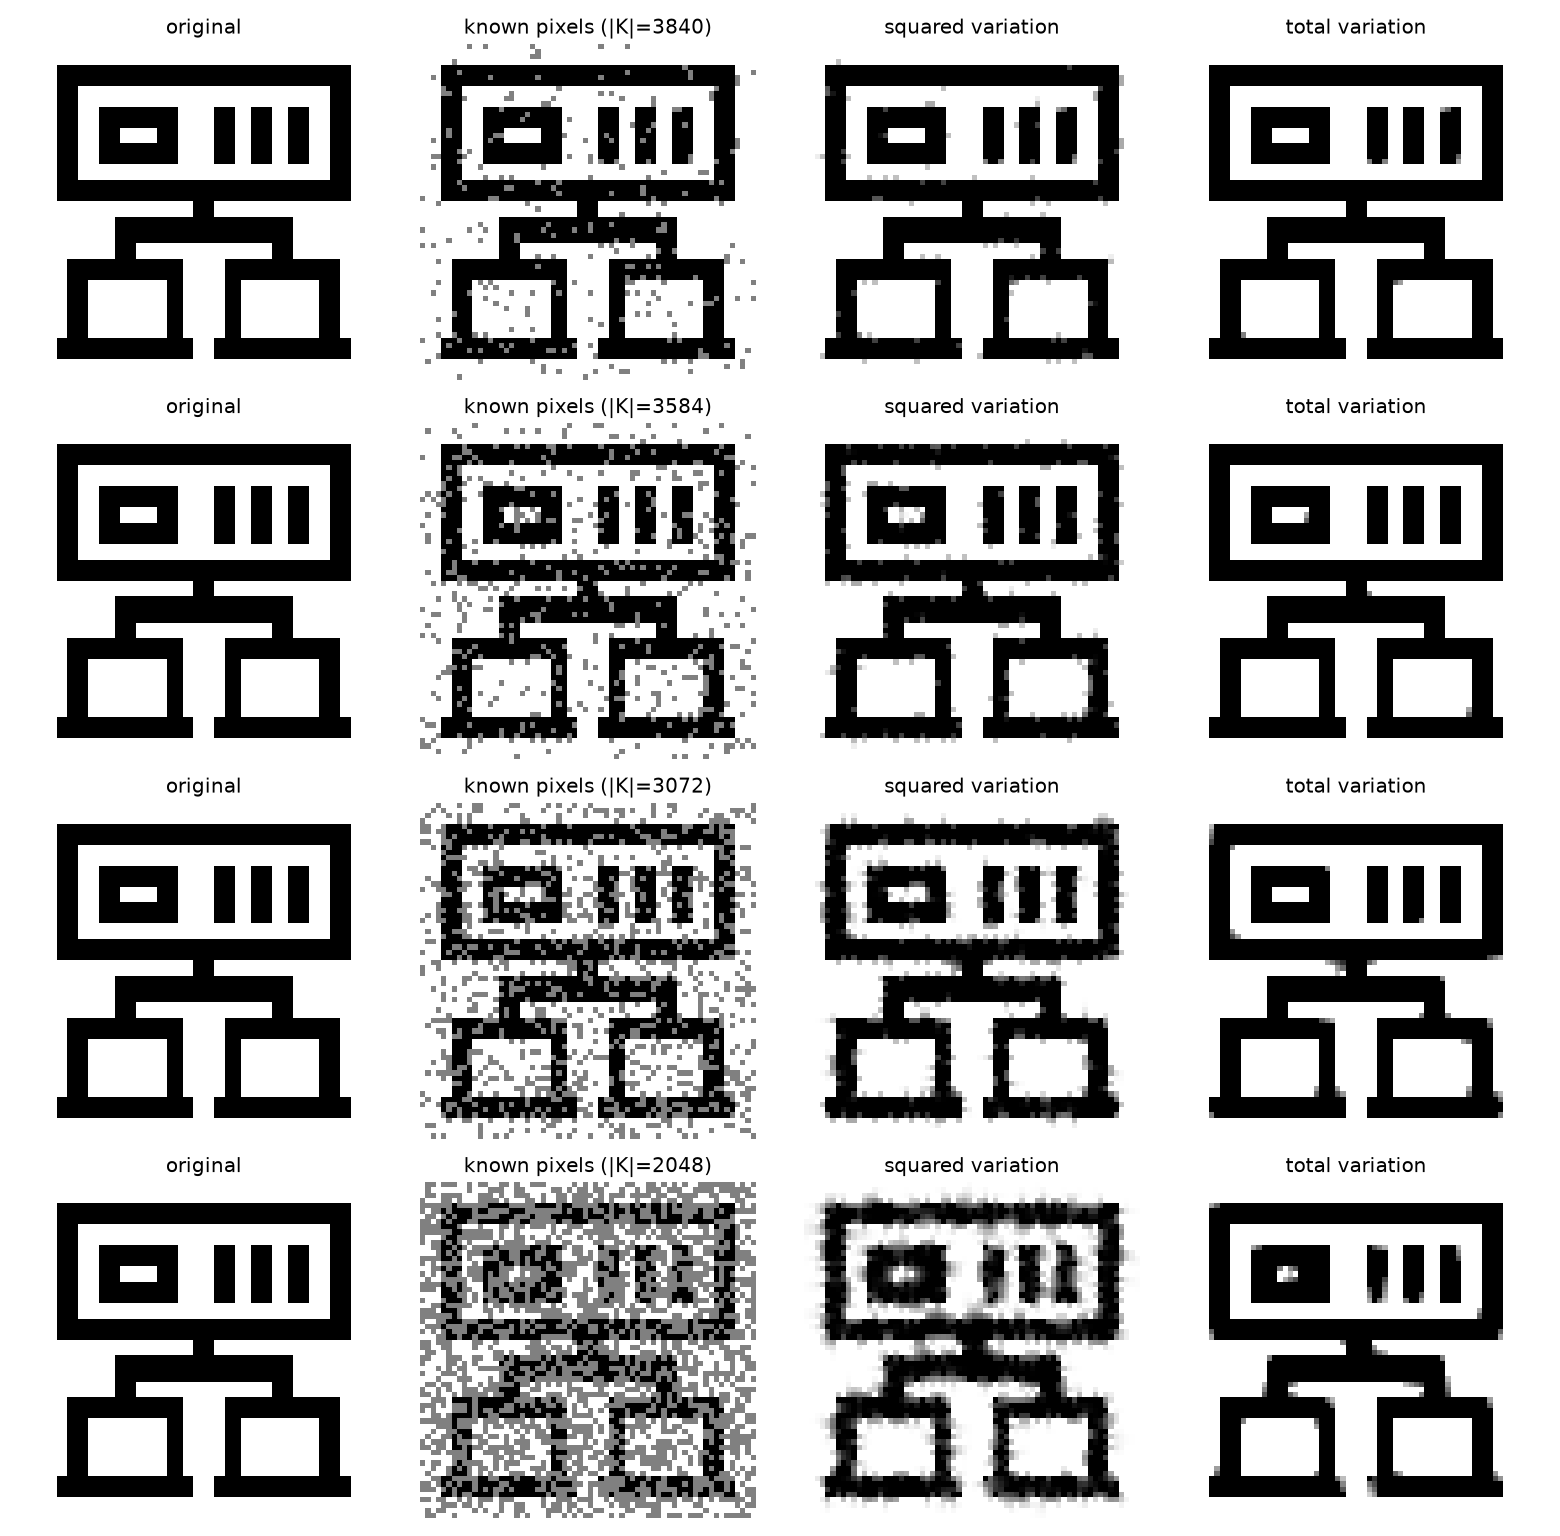 original
known pixels (|K|=3840)
squared variation
total variation
original
known pixels (|K|=3584)
squared variation
total variation
original
known pixels (|K|=3072)
squared variation
total variation
original
known pixels (|K|=2048)
squared variation
total variation